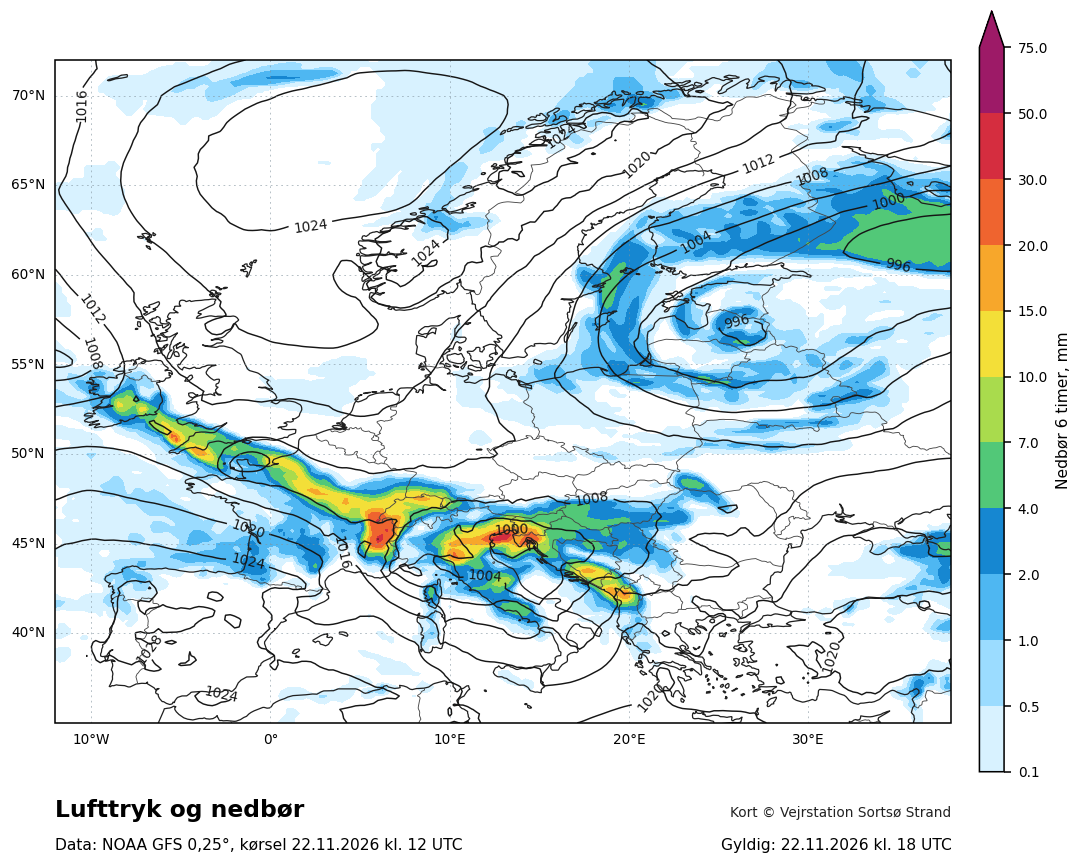 75.0
50.0
30.0
20.0
15.0
10.0
7.0
4.0
2.0
1.0
0.5
0.1
Nedbør 6 timer, mm
70°N
65°N
60°N
55°N
50°N
45°N
40°N
10°W 0° 10°E 20°E 30°E
1016
1024
1020
1012
1008
1000
1024
1024
1004
996
1012
996
1008
1008
1020
1000
1024
1016
1004
1028
1020
1024
1020
Lufttryk og nedbør
Kort © Vejrstation Sortsø Strand
Data: NOAA GFS 0,25°, kørsel 22.11.2026 kl. 12 UTC
Gyldig: 22.11.2026 kl. 18 UTC